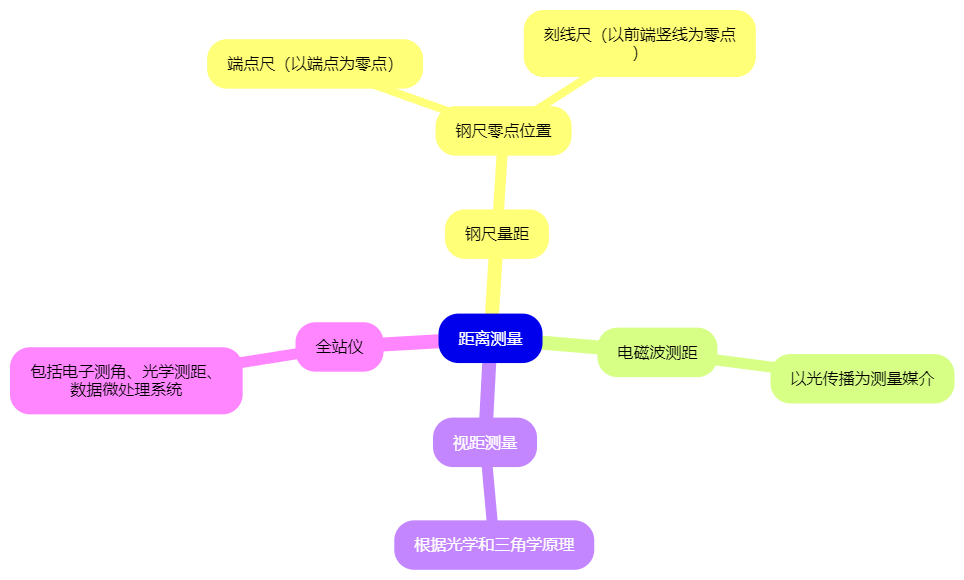 刻线尺（以前端竖线为零点
）
端点尺（以端点为零点）
钢尺零点位置
钢尺量距
距离测量
全站仪
包括电子测角、光学测距、
数据微处理系统
电磁波测距
以光传播为测量媒介
视距测量
根据光学和三角学原理